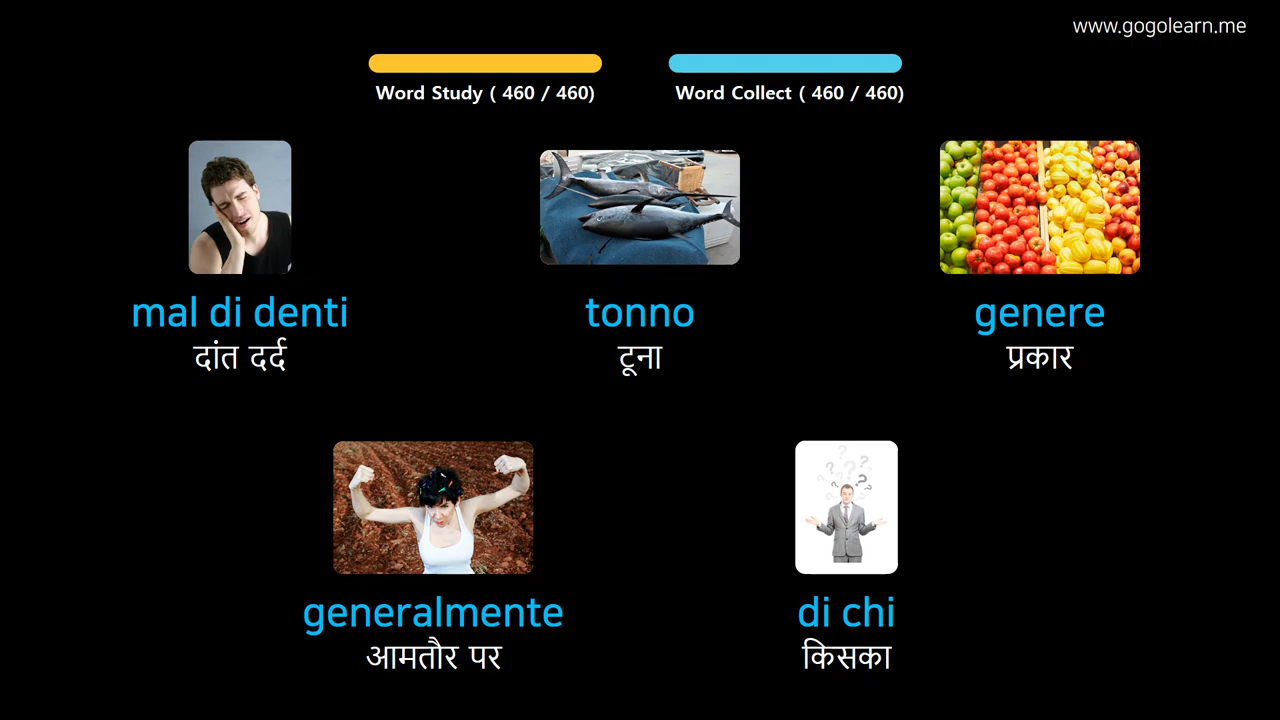 www.gogolearn.me
Word Study ( 460 / 460)
Word Collect ( 460 / 460)
mal di denti
दांत दर्द
tonno
टूना
genere
प्रकार
generalmente
आमतौर पर
di chi
किसका